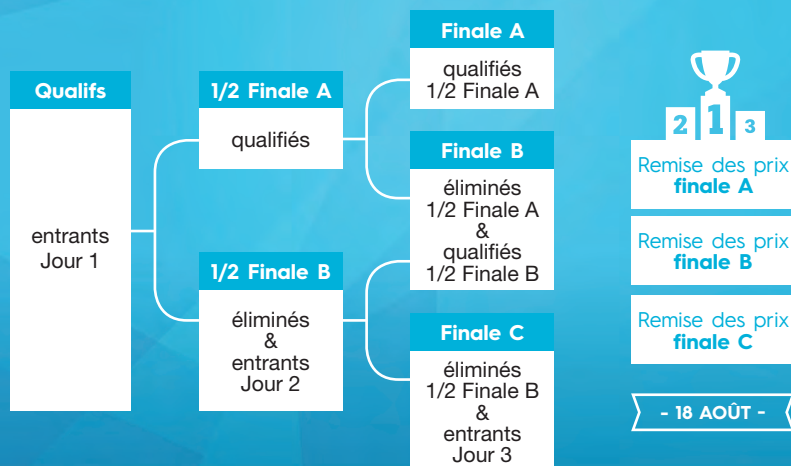 Qualifs
entrants
Jour 1
1/2 Finale A
qualifiés
1/2 Finale B
éliminés
&
entrants
Jour 2
Finale A
qualifiés
1/2 Finale A
Finale B
éliminés
1/2 Finale A
&
qualifiés
1/2 Finale B
Finale C
éliminés
1/2 Finale B
&
entrants
Jour 3
2 1 3
Remise des prix
finale A
Remise des prix
finale B
Remise des prix
finale C
- 18 AOÛT -